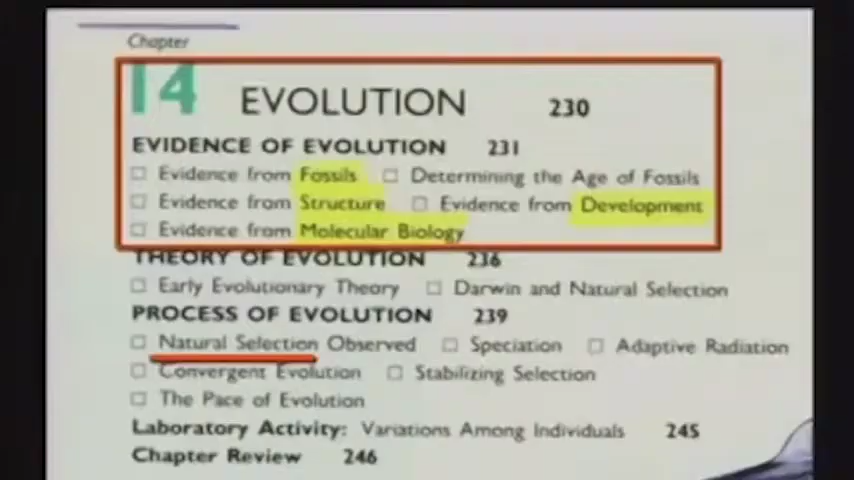 Chapter
14 EVOLUTION 230
EVIDENCE OF EVOLUTION 231
□ Evidence from Fossils □ Determining the Age of Fossils
□ Evidence from Structure □ Evidence from Development
□ Evidence from Molecular Biology
THEORY OF EVOLUTION 236
□ Early Evolutionary Theory □ Darwin and Natural Selection
PROCESS OF EVOLUTION 239
□ Natural Selection Observed □ Speciation □ Adaptive Radiation
□ Convergent Evolution □ Stabilizing Selection
□ The Pace of Evolution
Laboratory Activity: Variations Among Individuals 245
Chapter Review 246